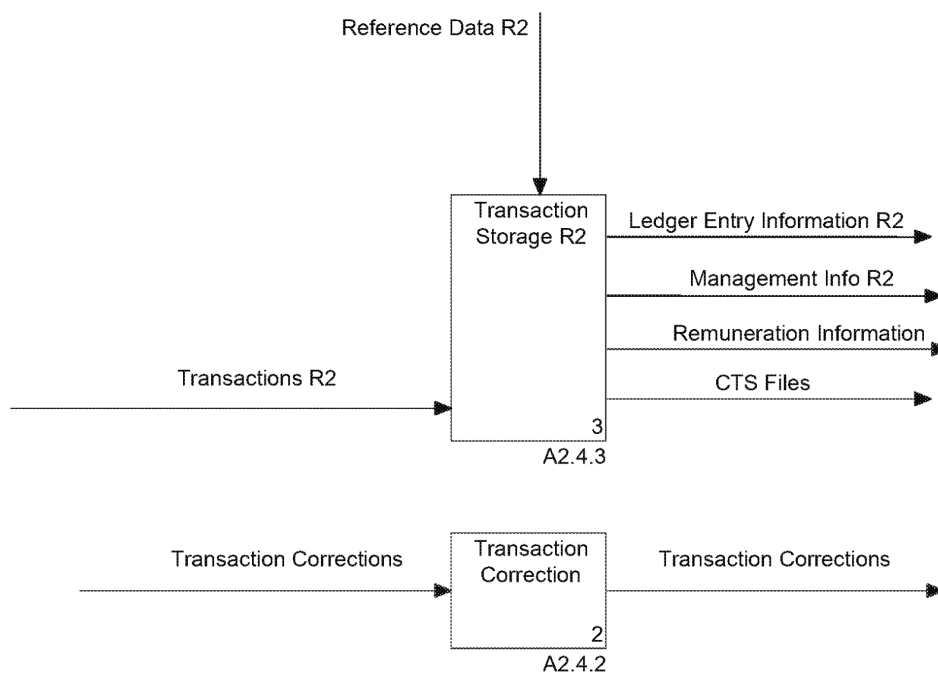 Reference Data R2
Transaction
Storage R2
Ledger Entry Information R2
Management Info R2
Remuneration Information
Transactions R2
CTS Files
3
A2.4.3
Transaction Corrections
Transaction
Correction
Transaction Corrections
2
A2.4.2